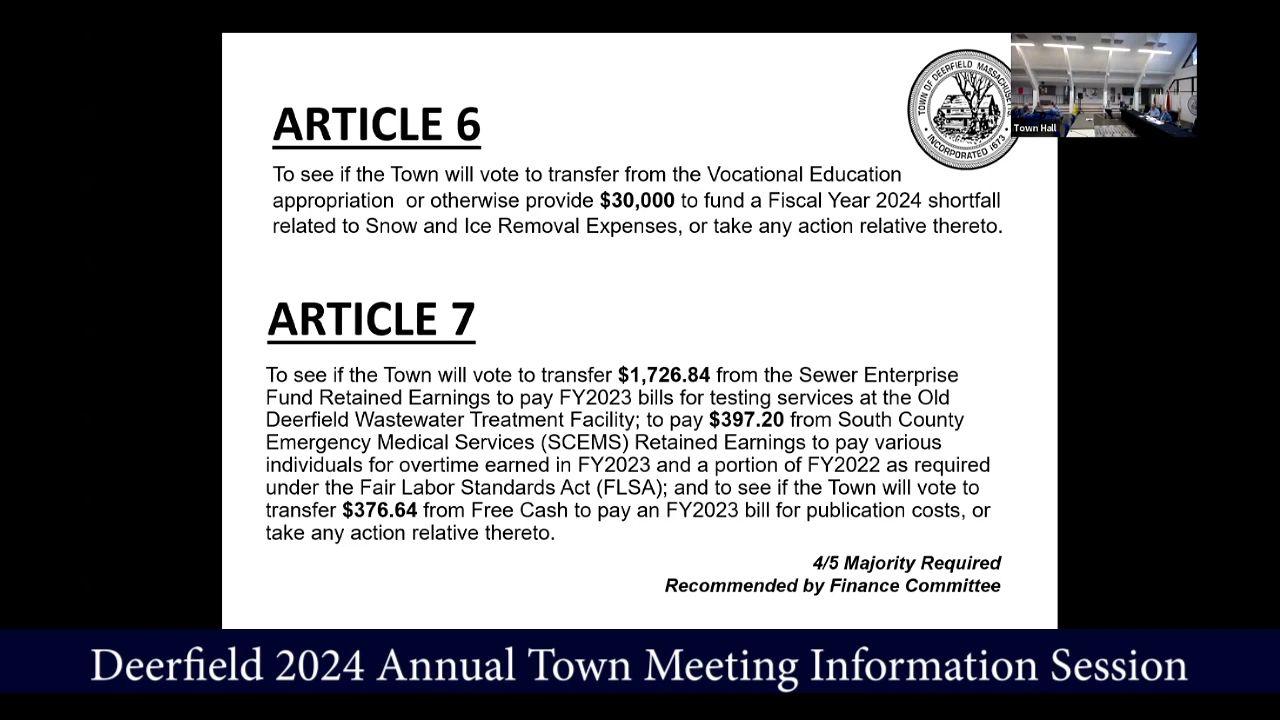 ARTICLE 6
TOWN OF DEERFIELD MASSACHUSETTS
INCORPORATED 1673
Town Hall
To see if the Town will vote to transfer from the Vocational Education
appropriation or otherwise provide $30,000 to fund a Fiscal Year 2024 shortfall
related to Snow and Ice Removal Expenses, or take any action relative thereto.
ARTICLE 7
To see if the Town will vote to transfer $1,726.84 from the Sewer Enterprise
Fund Retained Earnings to pay FY2023 bills for testing services at the Old
Deerfield Wastewater Treatment Facility; to pay $397.20 from South County
Emergency Medical Services (SCEMS) Retained Earnings to pay various
individuals for overtime earned in FY2023 and a portion of FY2022 as required
under the Fair Labor Standards Act (FLSA); and to see if the Town will vote to
transfer $376.64 from Free Cash to pay an FY2023 bill for publication costs, or
take any action relative thereto.
4/5 Majority Required
Recommended by Finance Committee
Deerfield 2024 Annual Town Meeting Information Session